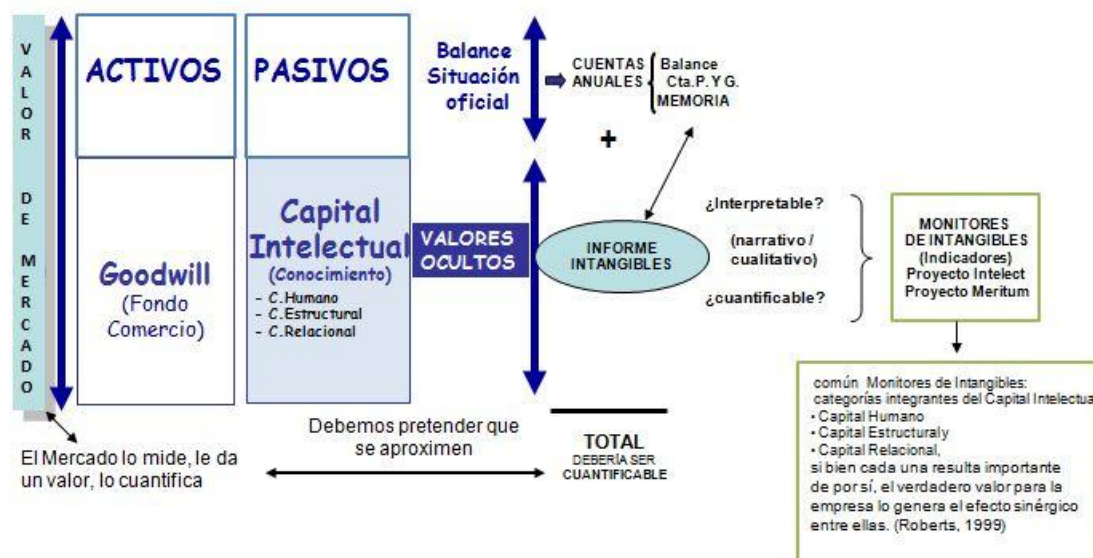 VALOR DE MERCADO
ACTIVOS
PASIVOS
Balance
Situación
oficial
CUENTAS
ANUALES
Balance
Cta.P.Y G.
MEMORIA
+
Goodwill
(Fondo
Comercio)
Capital
Intelectual
(Conocimiento)
- C.Humano
- C.Estructural
- C.Relacional
VALORES
OCULTOS
INFORME
INTANGIBLES
¿Interpretable?
(narrativo /
cualitativo)
¿cuantificable?
MONITORES
DE INTANGIBLES
(Indicadores)
Proyecto Intelect
Proyecto Meritum
El Mercado lo mide, le da
un valor, lo cuantifica
Debemos pretender que
se aproximen
TOTAL
DEBERÍA SER
CUANTIFICABLE
común Monitores de Intangibles:
categorías integrantes del Capital Intelectua
• Capital Humano
• Capital Estructuraly
• Capital Relacional,
si bien cada una resulta importante
de por sí, el verdadero valor para la
empresa lo genera el efecto sinérgico
entre ellas. (Roberts, 1999)